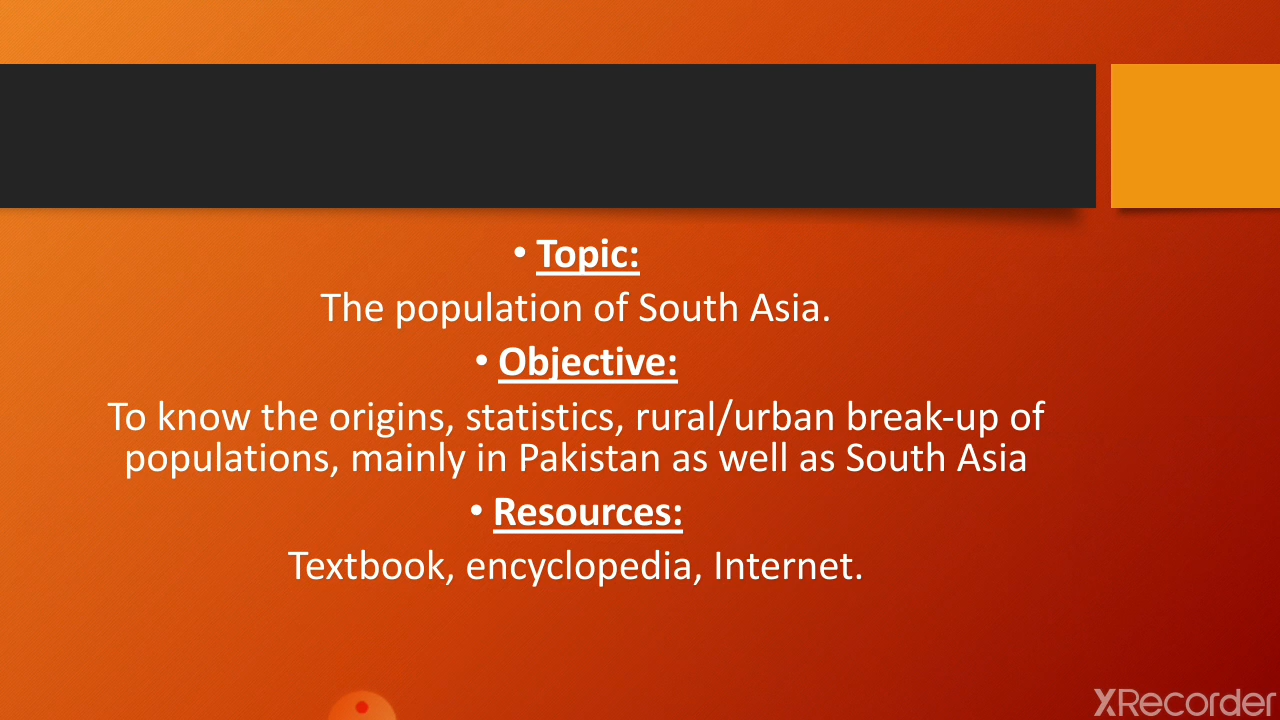 • Topic:
The population of South Asia.
• Objective:
To know the origins, statistics, rural/urban break-up of
populations, mainly in Pakistan as well as South Asia
• Resources:
Textbook, encyclopedia, Internet.
XRecorder